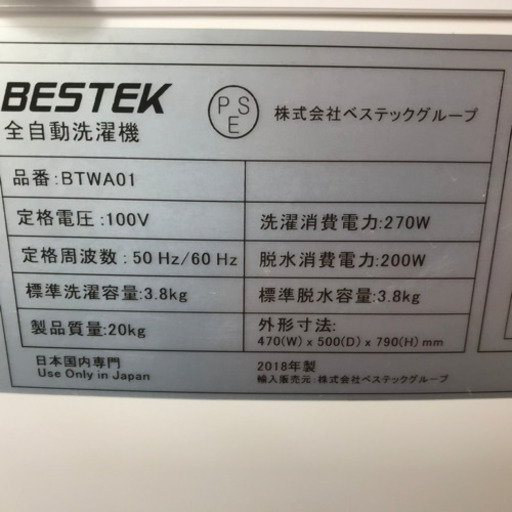 BESTEK
PSE
株式会社ベステックグループ
全自動洗濯機
品番:BTWA01
定格電圧:100V
洗濯消費電力:270W
定格周波数:50 Hz/60 Hz
脱水消費電力:200W
標準洗濯容量:3.8kg
標準脱水容量:3.8kg
製品質量:20kg
外形寸法:
470(W) x 500(D) x 790(H) mm
日本国内専門
Use Only in Japan
2018年製
輸入販売元:株式会社ベステックグループ